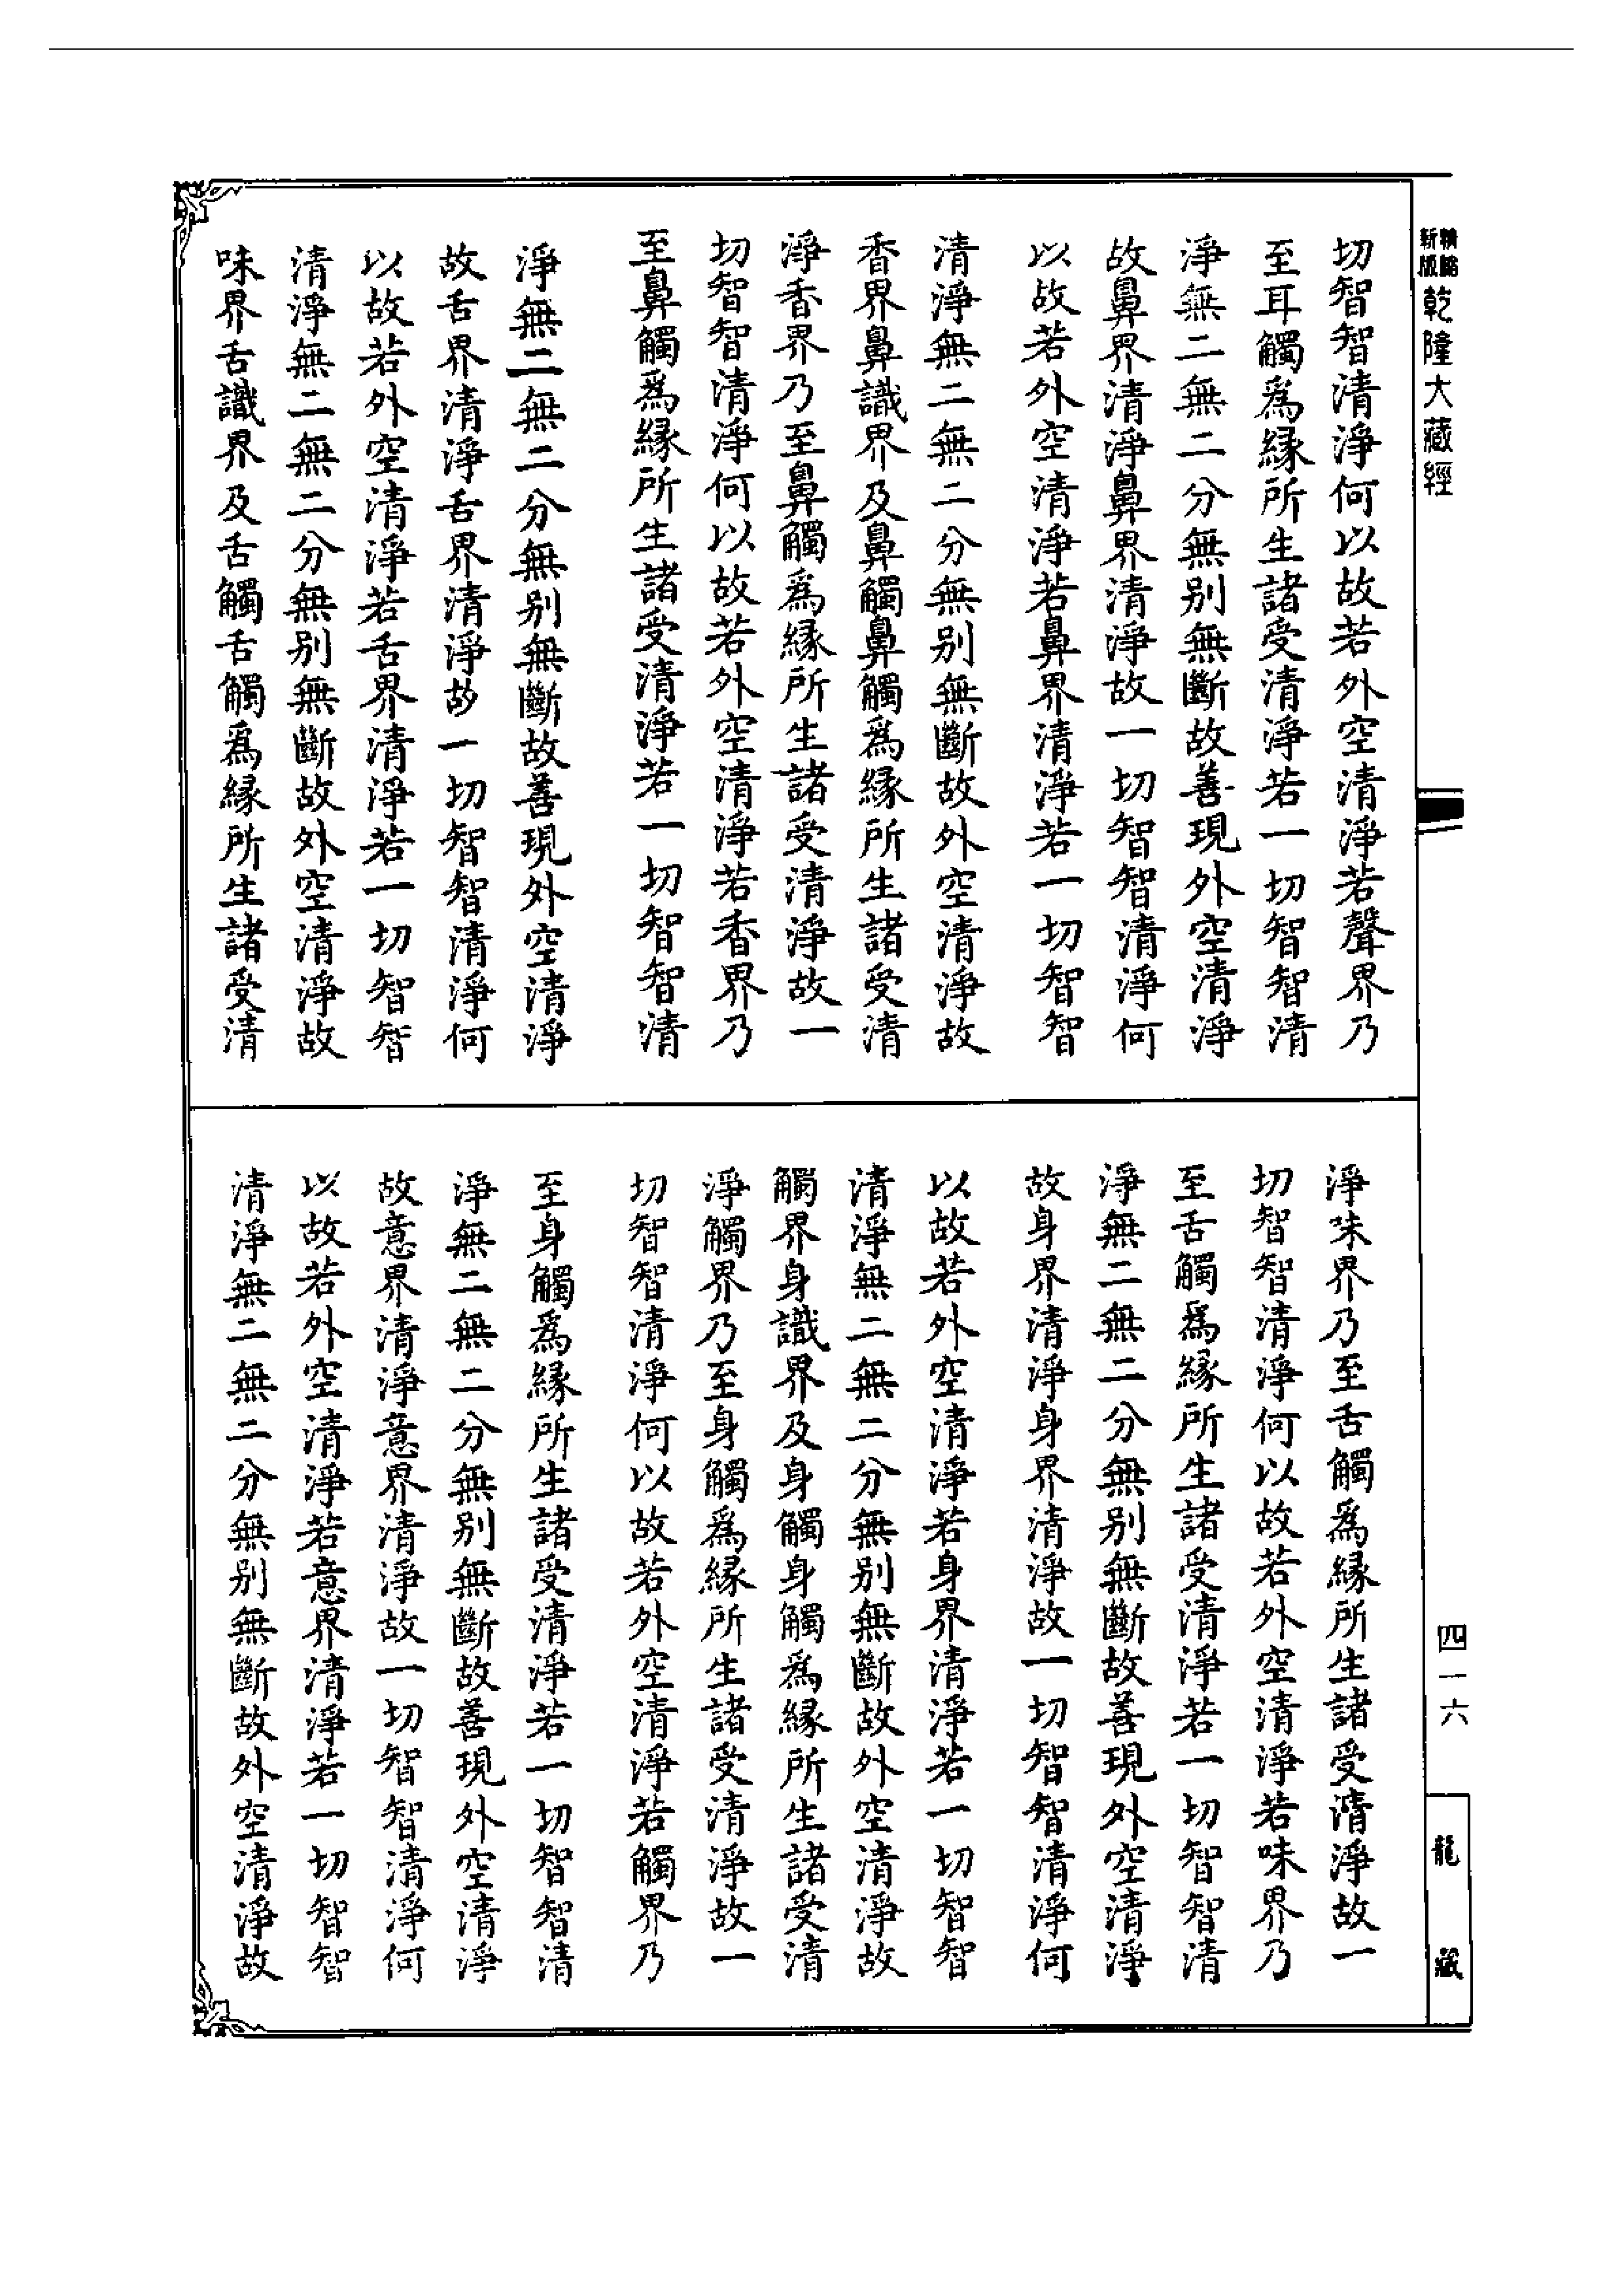 精縮新版乾隆大藏經
切智智清淨何以故若外空清淨若聲界乃
至耳觸爲緣所生諸受清淨若一切智智清
淨無二無二分無别無斷故善現外空清淨
故鼻界清淨鼻界清淨故一切智智清淨何
以故若外空清淨若鼻界清淨若一切智智
清淨無二無二分無别無斷故外空清淨故
香界鼻識界及鼻觸鼻觸爲緣所生諸受清
淨香界乃至鼻觸爲緣所生諸受清淨故一
切智智清淨何以故若外空清淨若香界乃
至鼻觸爲緣所生諸受清淨若一切智智清
淨無二無二分無别無斷故善現外空清淨
故舌界清淨舌界清淨故一切智智清淨何
以故若外空清淨若舌界清淨若一切智智
清淨無二無二分無别無斷故外空清淨故
味界舌識界及舌觸舌觸爲緣所生諸受清
淨味界乃至舌觸爲緣所生諸受清淨故一
切智智清淨何以故若外空清淨若味界乃
至舌觸爲緣所生諸受清淨若一切智智清
淨無二無二分無别無斷故善現外空清淨
故身界清淨身界清淨故一切智智清淨何
以故若外空清淨若身界清淨若一切智智
清淨無二無二分無别無斷故外空清淨故
觸界身識界及身觸身觸爲緣所生諸受清
淨觸界乃至身觸爲緣所生諸受清淨故一
切智智清淨何以故若外空清淨若觸界乃
至身觸爲緣所生諸受清淨若一切智智清
淨無二無二分無别無斷故善現外空清淨
故意界清淨意界清淨故一切智智清淨何
以故若外空清淨若意界清淨若一切智智
清淨無二無二分無别無斷故外空清淨故
四一六
龍藏